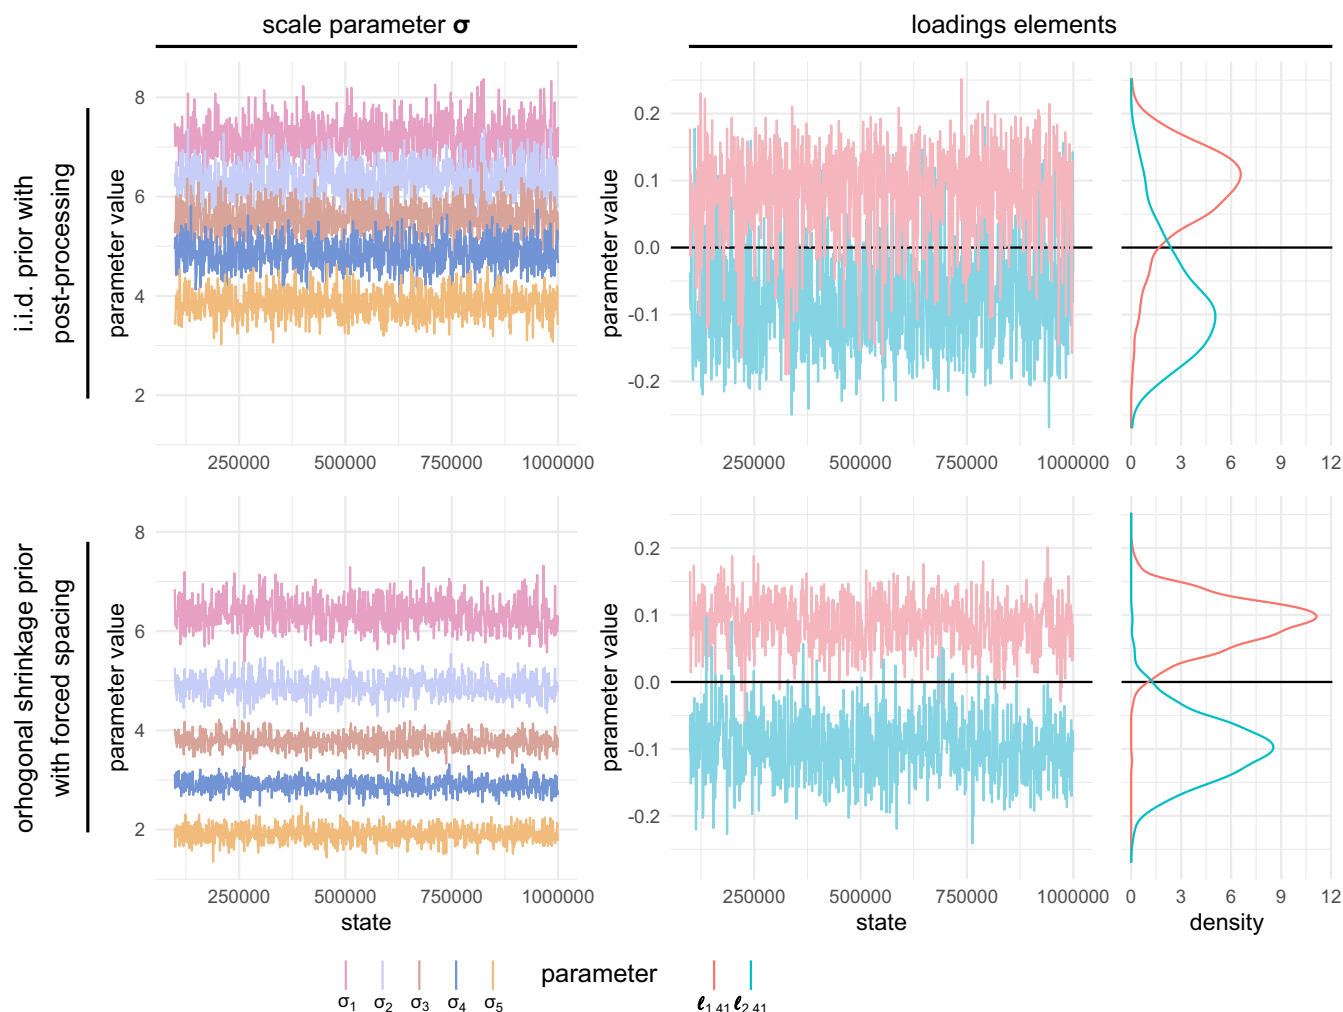 scale parameter σ
loadings elements
i.i.d. prior with
post-processing
parameter value
8
6
4
2
250000 500000 750000 1000000
parameter value
0.2
0.1
0.0
-0.1
-0.2
250000 500000 750000 1000000
0 3 6 9 12
orhogonal shrinkage prior
with forced spacing
parameter value
8
6
4
2
250000 500000 750000 1000000
state
parameter value
0.2
0.1
0.0
-0.1
-0.2
250000 500000 750000 1000000
state
0 3 6 9 12
density
σ1 σ2 σ3 σ4 σ5
parameter
ℓ1 41 ℓ2 41